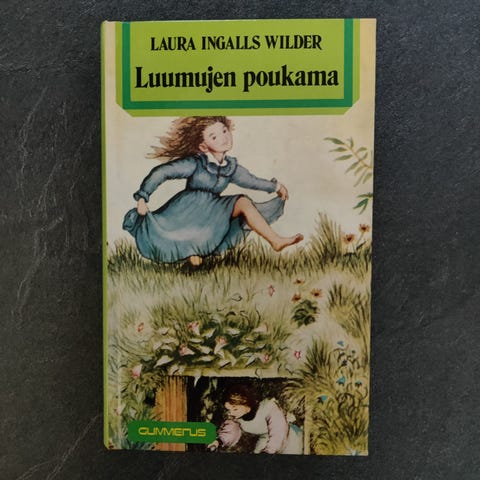 LAURA INGALLS WILDER
Luumujen poukama
GUMMERUS